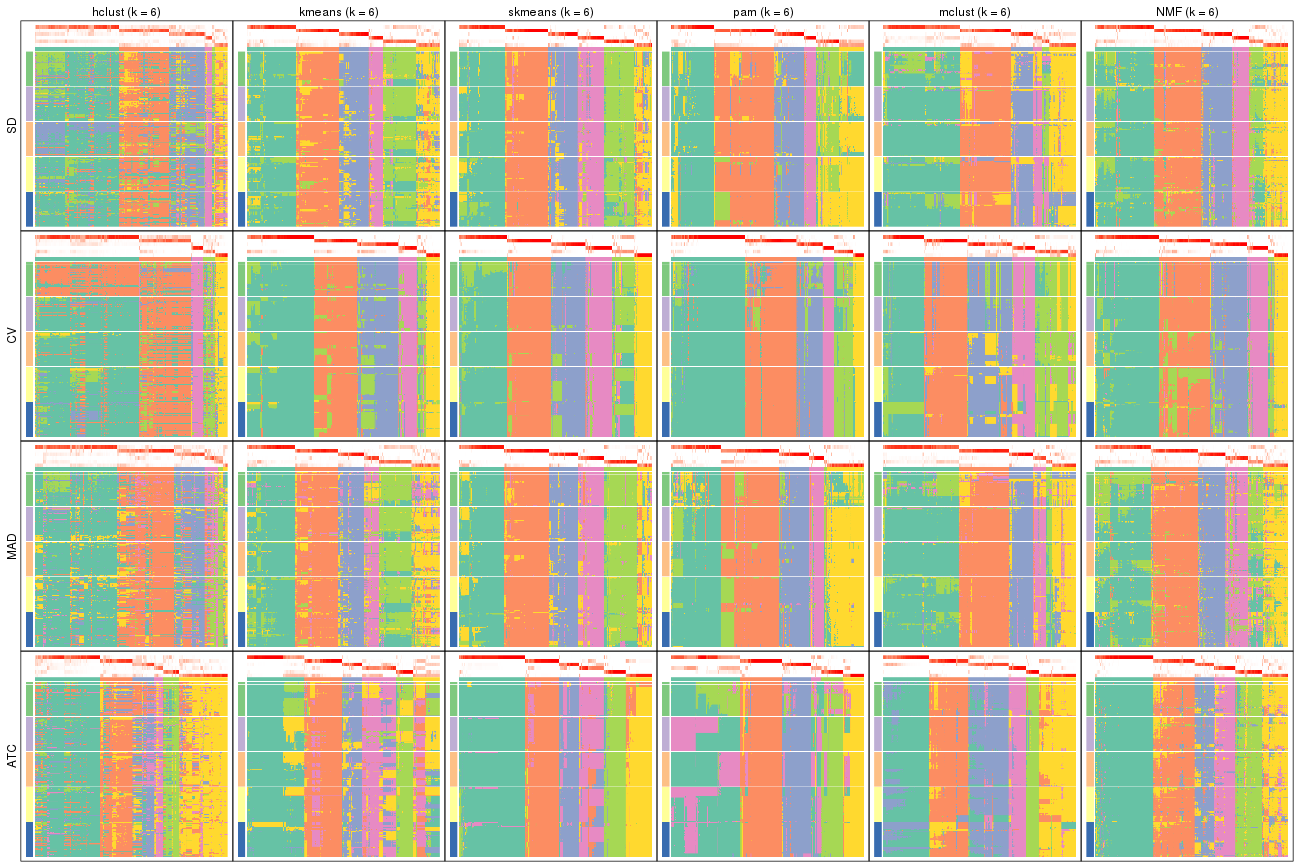 hclust (k = 6) kmeans (k = 6) skmeans (k = 6) pam (k = 6) mclust (k = 6) NMF (k = 6)
SD
CV
MAD
ATC